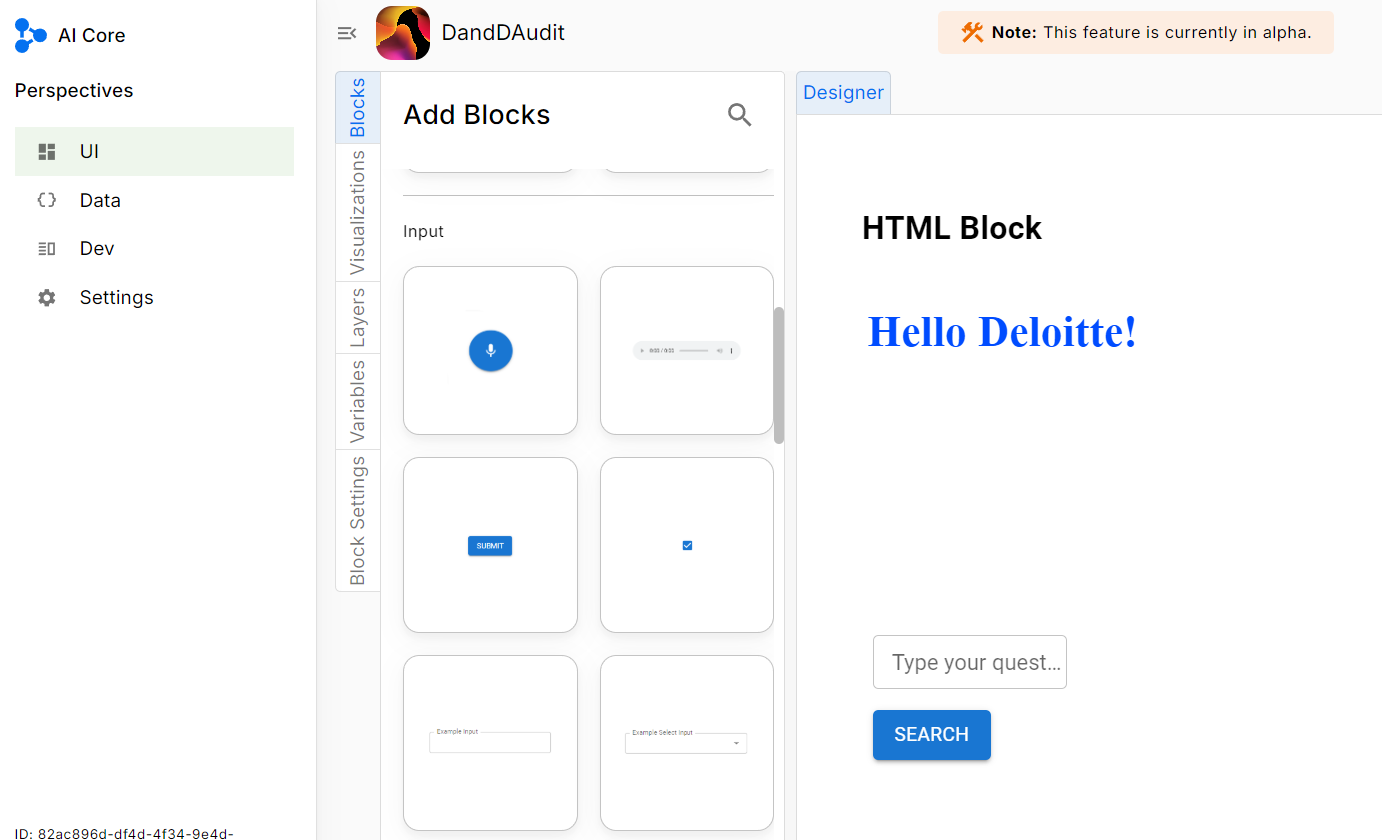 AI Core
Perspectives
UI
Data
Dev
Settings
ID: 82ac896d-df4d-4f34-9e4d-
DandDAudit
Note: This feature is currently in alpha.
Blocks
Visualizations
Layers
Variables
Block Settings
Add Blocks
Input
0:00 / 0:00
SUBMIT
Example Input
Example Select Input
Designer
HTML Block
Hello Deloitte!
Type your quest...
SEARCH